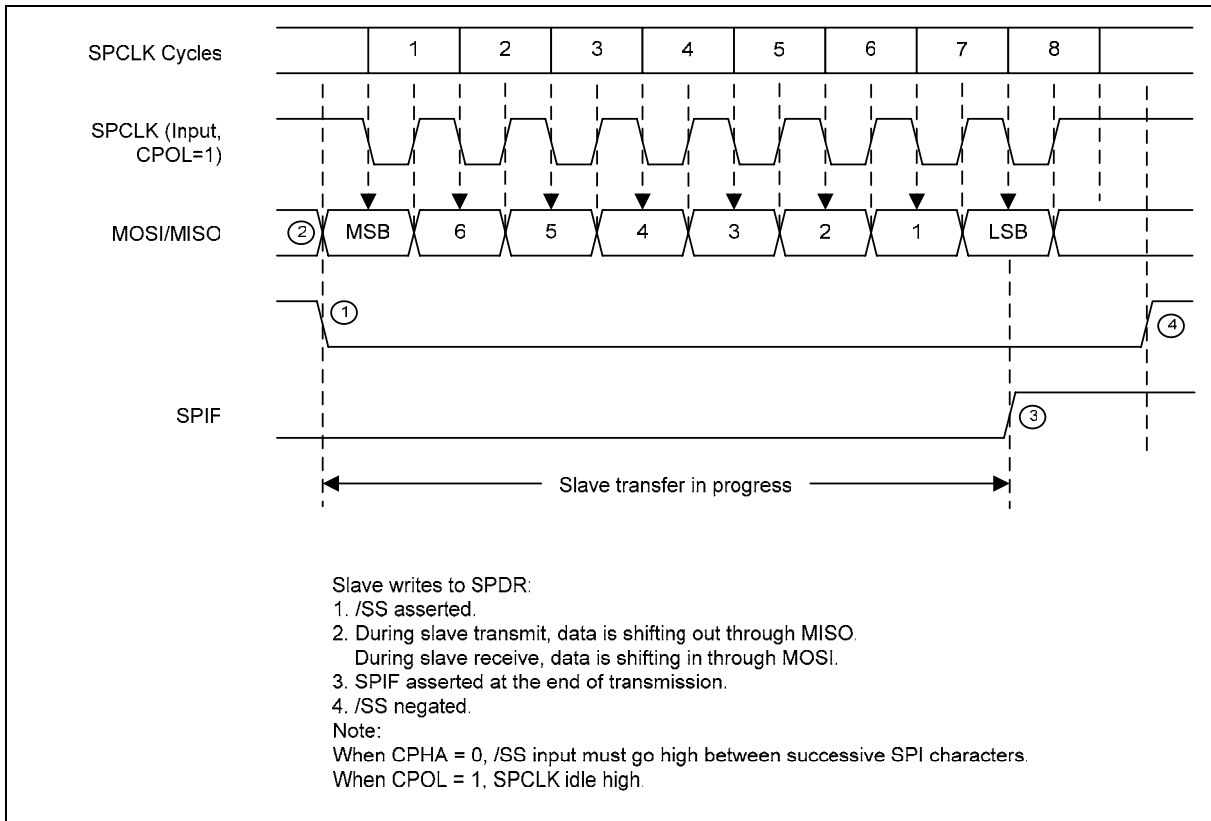 SPCLK Cycles
1 2 3 4 5 6 7 8
SPCLK (Input,
CPOL=1)
MOSI/MISO
2 MSB 6 5 4 3 2 1 LSB
1
4
SPIF
3
Slave transfer in progress
Slave writes to SPDR:
1. /SS asserted.
2. During slave transmit, data is shifting out through MISO.
During slave receive, data is shifting in through MOSI.
3. SPIF asserted at the end of transmission.
4. /SS negated.
Note:
When CPHA = 0, /SS input must go high between successive SPI characters.
When CPOL = 1, SPCLK idle high.